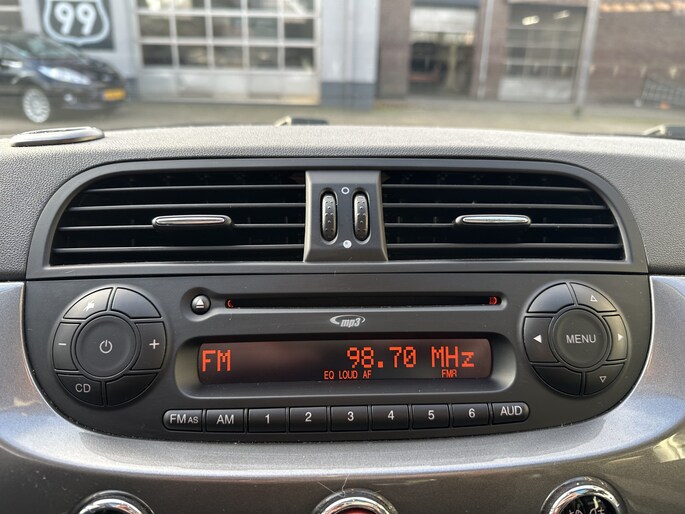 99
mp3
FM 98.70 MHz
EQ LOUD AF FMR
− + CD
MENU
FM AS AM 1 2 3 4 5 6 AUD